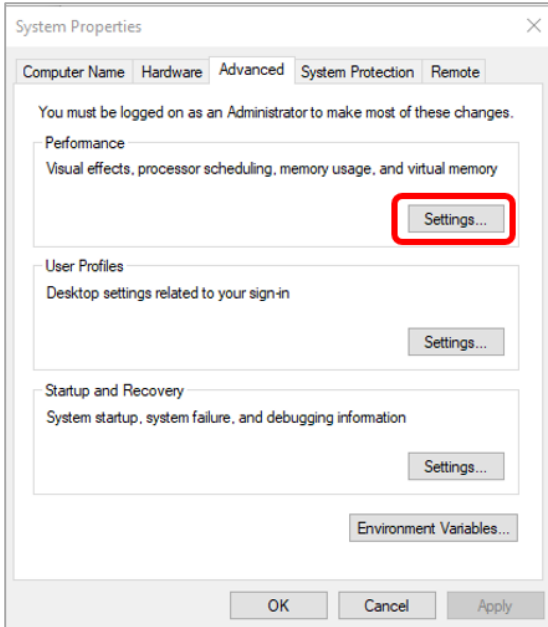 System Properties
Computer Name Hardware Advanced System Protection Remote
You must be logged on as an Administrator to make most of these changes.
Performance
Visual effects, processor scheduling, memory usage, and virtual memory
Settings...
User Profiles
Desktop settings related to your sign-in
Settings...
Startup and Recovery
System startup, system failure, and debugging information
Settings...
Environment Variables...
OK Cancel Apply